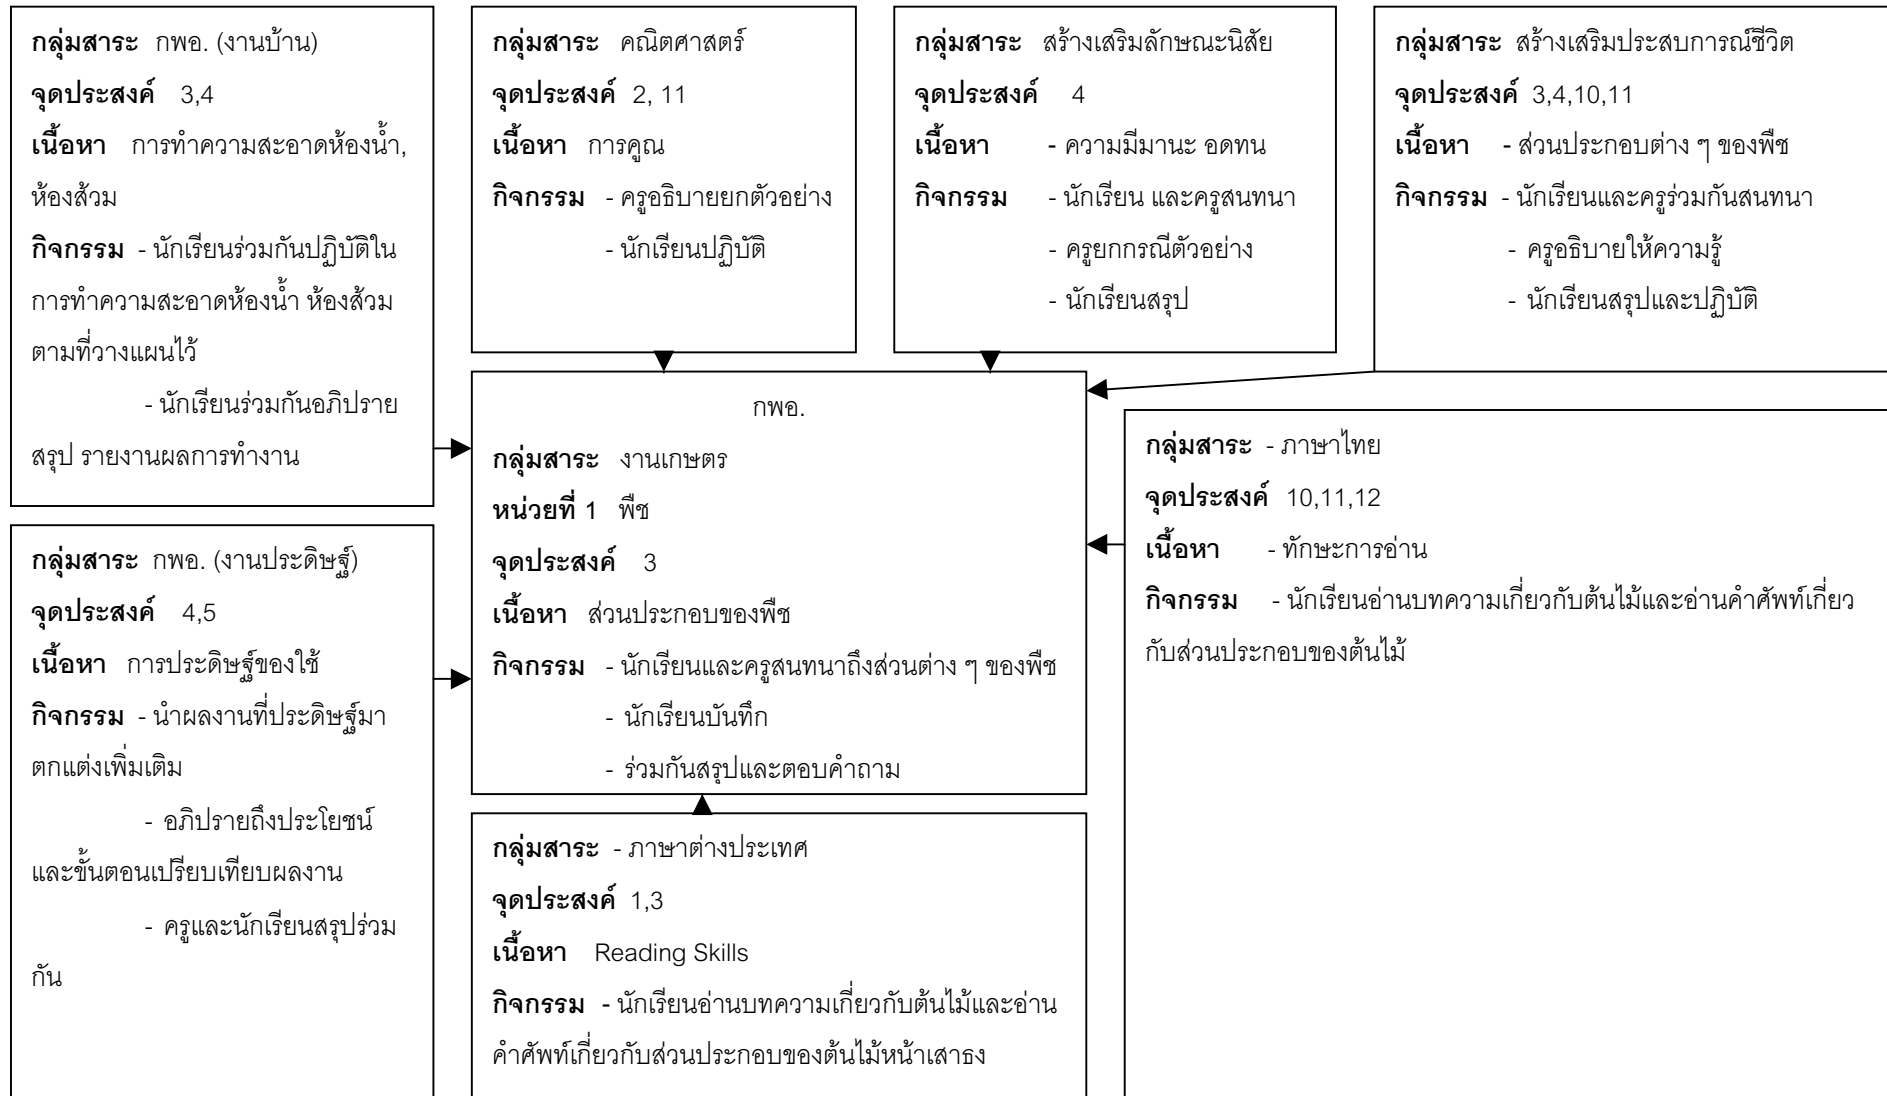 กลุ่มสาระ กพอ. (งานบ้าน)
จุดประสงค์ 3,4
เนื้อหา การทำความสะอาดห้องน้ำ,
ห้องส้วม
กิจกรรม - นักเรียนร่วมกันปฏิบัติใน
การทำความสะอาดห้องน้ำ ห้องส้วม
ตามที่วางแผนไว้
- นักเรียนร่วมกันอภิปราย
สรุป รายงานผลการทำงาน
กลุ่มสาระ คณิตศาสตร์
จุดประสงค์ 2, 11
เนื้อหา การคูณ
กิจกรรม - ครูอธิบายยกตัวอย่าง
- นักเรียนปฏิบัติ
กลุ่มสาระ สร้างเสริมลักษณะนิสัย
จุดประสงค์ 4
เนื้อหา - ความมีมานะ อดทน
กิจกรรม - นักเรียน และครูสนทนา
- ครูยกกรณีตัวอย่าง
- นักเรียนสรุป
กลุ่มสาระ สร้างเสริมประสบการณ์ชีวิต
จุดประสงค์ 3,4,10,11
เนื้อหา - ส่วนประกอบต่าง ๆ ของพืช
กิจกรรม - นักเรียนและครูร่วมกันสนทนา
- ครูอธิบายให้ความรู้
- นักเรียนสรุปและปฏิบัติ
กพอ.
กลุ่มสาระ งานเกษตร
หน่วยที่ 1 พืช
จุดประสงค์ 3
เนื้อหา ส่วนประกอบของพืช
กิจกรรม - นักเรียนและครูสนทนาถึงส่วนต่าง ๆ ของพืช
- นักเรียนบันทึก
- ร่วมกันสรุปและตอบคำถาม
กลุ่มสาระ - ภาษาไทย
จุดประสงค์ 10,11,12
เนื้อหา - ทักษะการอ่าน
กิจกรรม - นักเรียนอ่านบทความเกี่ยวกับต้นไม้และอ่านคำศัพท์เกี่ยว
กับส่วนประกอบของต้นไม้
กลุ่มสาระ กพอ. (งานประดิษฐ์)
จุดประสงค์ 4,5
เนื้อหา การประดิษฐ์ของใช้
กิจกรรม - นำผลงานที่ประดิษฐ์มา
ตกแต่งเพิ่มเติม
- อภิปรายถึงประโยชน์
และขั้นตอนเปรียบเทียบผลงาน
- ครูและนักเรียนสรุปร่วม
กัน
กลุ่มสาระ - ภาษาต่างประเทศ
จุดประสงค์ 1,3
เนื้อหา Reading Skills
กิจกรรม - นักเรียนอ่านบทความเกี่ยวกับต้นไม้และอ่าน
คำศัพท์เกี่ยวกับส่วนประกอบของต้นไม้หน้าเสาธง